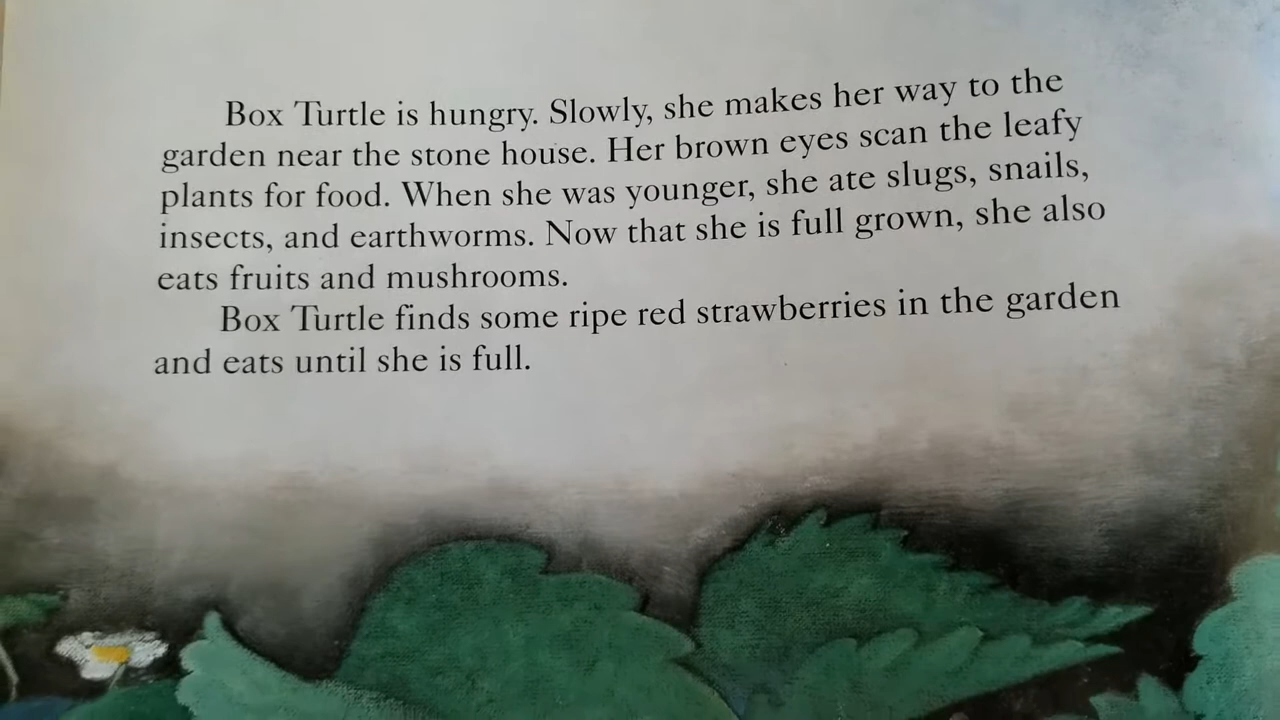 Box Turtle is hungry. Slowly, she makes her way to the
garden near the stone house. Her brown eyes scan the leafy
plants for food. When she was younger, she ate slugs, snails,
insects, and earthworms. Now that she is full grown, she also
eats fruits and mushrooms.
Box Turtle finds some ripe red strawberries in the garden
and eats until she is full.